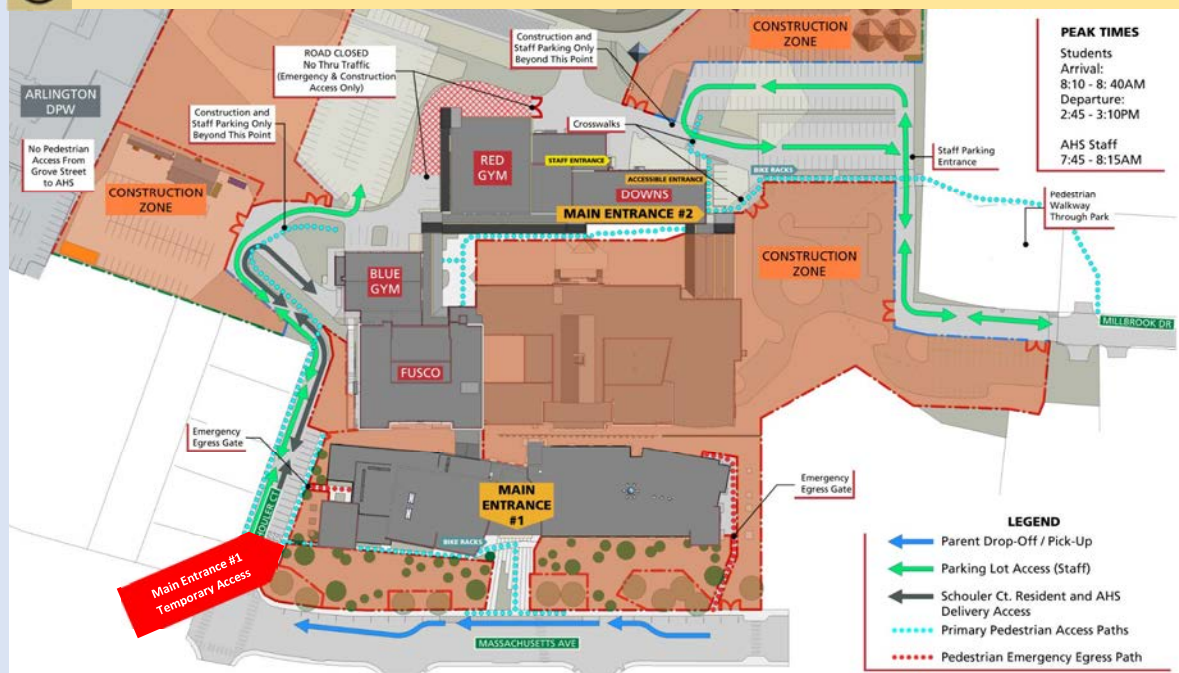 ARLINGTON
DPW
No Pedestrian
Access From
Grove Street
to AHS
Construction and
Staff Parking Only
Beyond This Point
CONSTRUCTION
ZONE
ROAD CLOSED
No Thru Traffic
(Emergency & Construction
Access Only)
Construction and
Staff Parking Only
Beyond This Point
CONSTRUCTION
ZONE
PEAK TIMES
Students
Arrival:
8:10 - 8: 40AM
Departure:
2:45 - 3:10PM
AHS Staff
7:45 - 8:15AM
Crosswalks
RED
GYM
STAFF ENTRANCE
ACCESSIBLE ENTRANCE
DOWNS
MAIN ENTRANCE #2
BIKE RACKS
Staff Parking
Entrance
Pedestrian
Walkway
Through Park
CONSTRUCTION
ZONE
BLUE
GYM
MILLBROOK DR
FUSCO
Emergency
Egress Gate
MAIN
ENTRANCE
#1
Emergency
Egress Gate
BIKE RACKS
OULER CT
Main Entrance #1
Temporary Access
MASSACHUSETTS AVE
LEGEND
Parent Drop-Off / Pick-Up
Parking Lot Access (Staff)
Schouler Ct. Resident and AHS
Delivery Access
Primary Pedestrian Access Paths
Pedestrian Emergency Egress Path